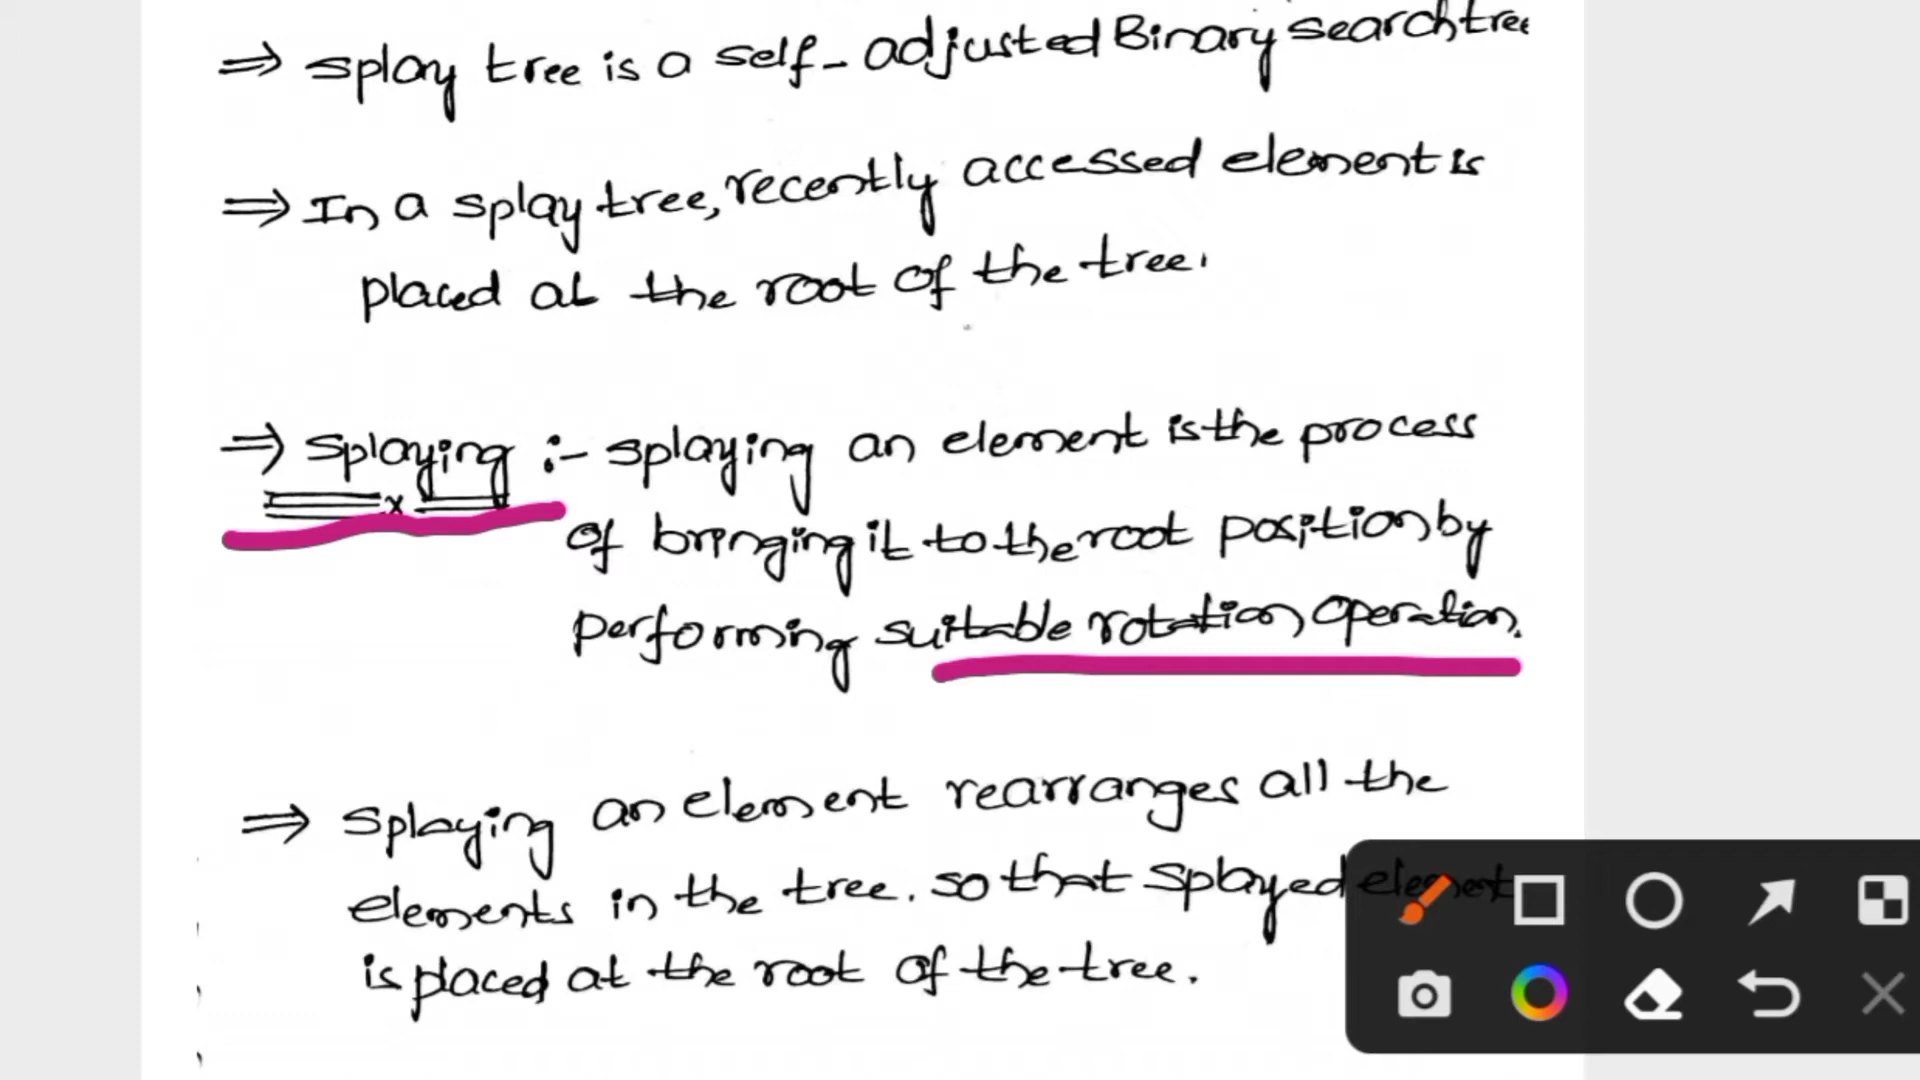 ⇒ splay tree is a self-adjusted Binary search tree
⇒ In a splay tree, recently accessed element is
placed at the root of the tree.
⇒ Splaying :- splaying an element is the process
of bringing it to the root position by
performing suitable rotation operation.
⇒ Splaying an element rearranges all the
elements in the tree. so that splayed element
is placed at the root of the tree.